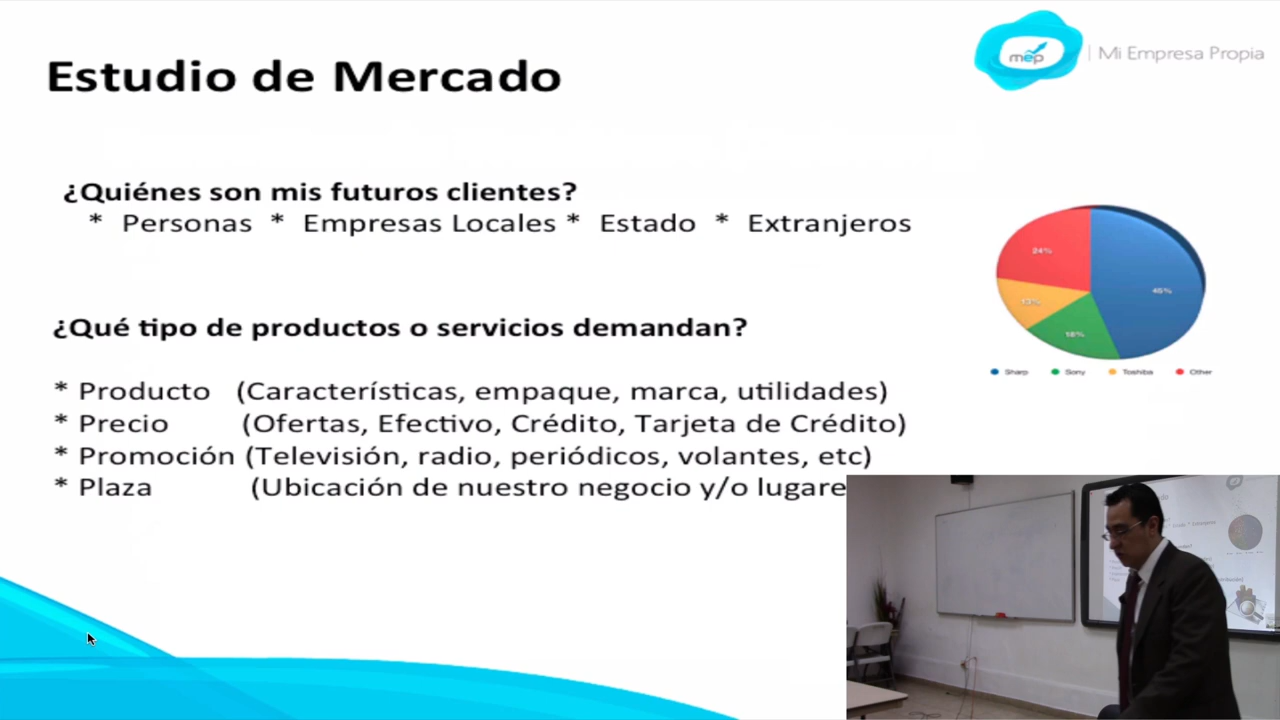 mep | Mi Empresa Propia
Estudio de Mercado
¿Quiénes son mis futuros clientes?
* Personas * Empresas Locales * Estado * Extranjeros
¿Qué tipo de productos o servicios demandan?
* Producto (Características, empaque, marca, utilidades)
* Precio (Ofertas, Efectivo, Crédito, Tarjeta de Crédito)
* Promoción (Televisión, radio, periódicos, volantes, etc)
* Plaza (Ubicación de nuestro negocio y/o lugare
24%
45%
13%
18%
Sharp Sony Toshiba Other